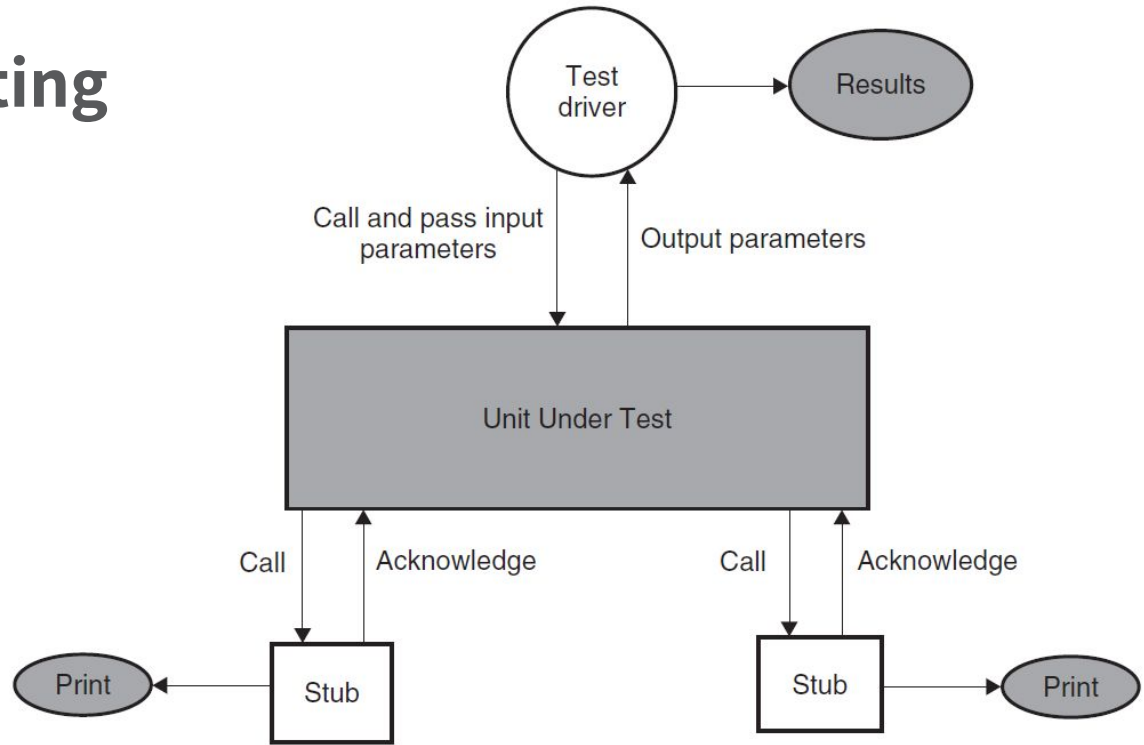 ting
Test
driver
Results
Call and pass input
parameters
Output parameters
Unit Under Test
Call
Acknowledge
Call
Acknowledge
Print
Stub
Stub
Print